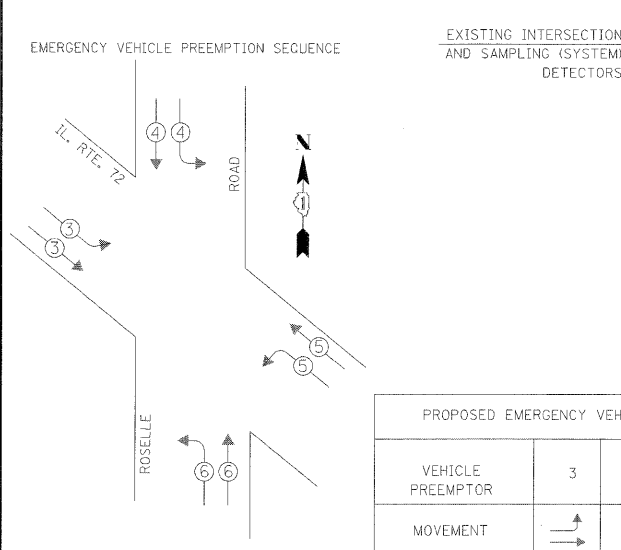 EMERGENCY VEHICLE PREEMPTION SEQUENCE
EXISTING INTERSECTION
AND SAMPLING (SYSTEM)
DETECTORS
IL. RTE. 72
ROAD
N
1
4 4
3
3
5
5
6 6
ROSELLE
PROPOSED EMERGENCY VEH
VEHICLE
PREEMPTOR
3
MOVEMENT